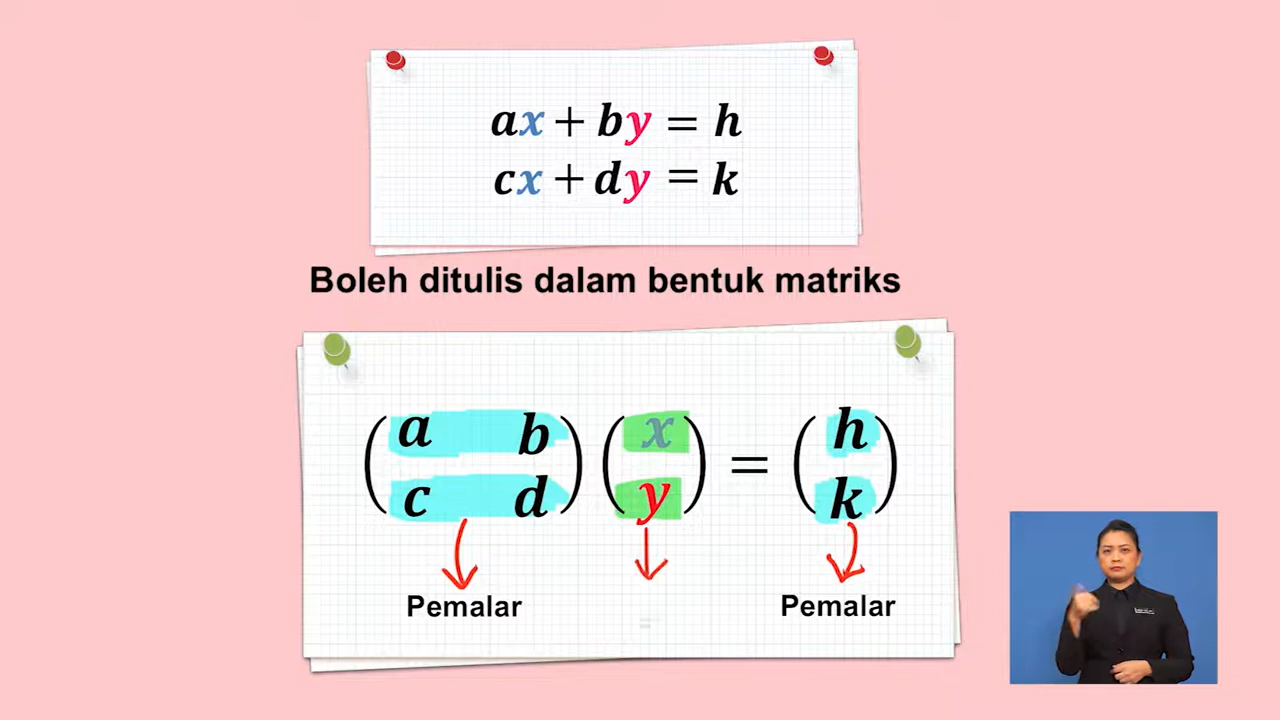 ax + by = h
cx + dy = k
Boleh ditulis dalam bentuk matriks
(a b) (x) = (h)
(c d) (y) (k)
Pemalar Pemalar